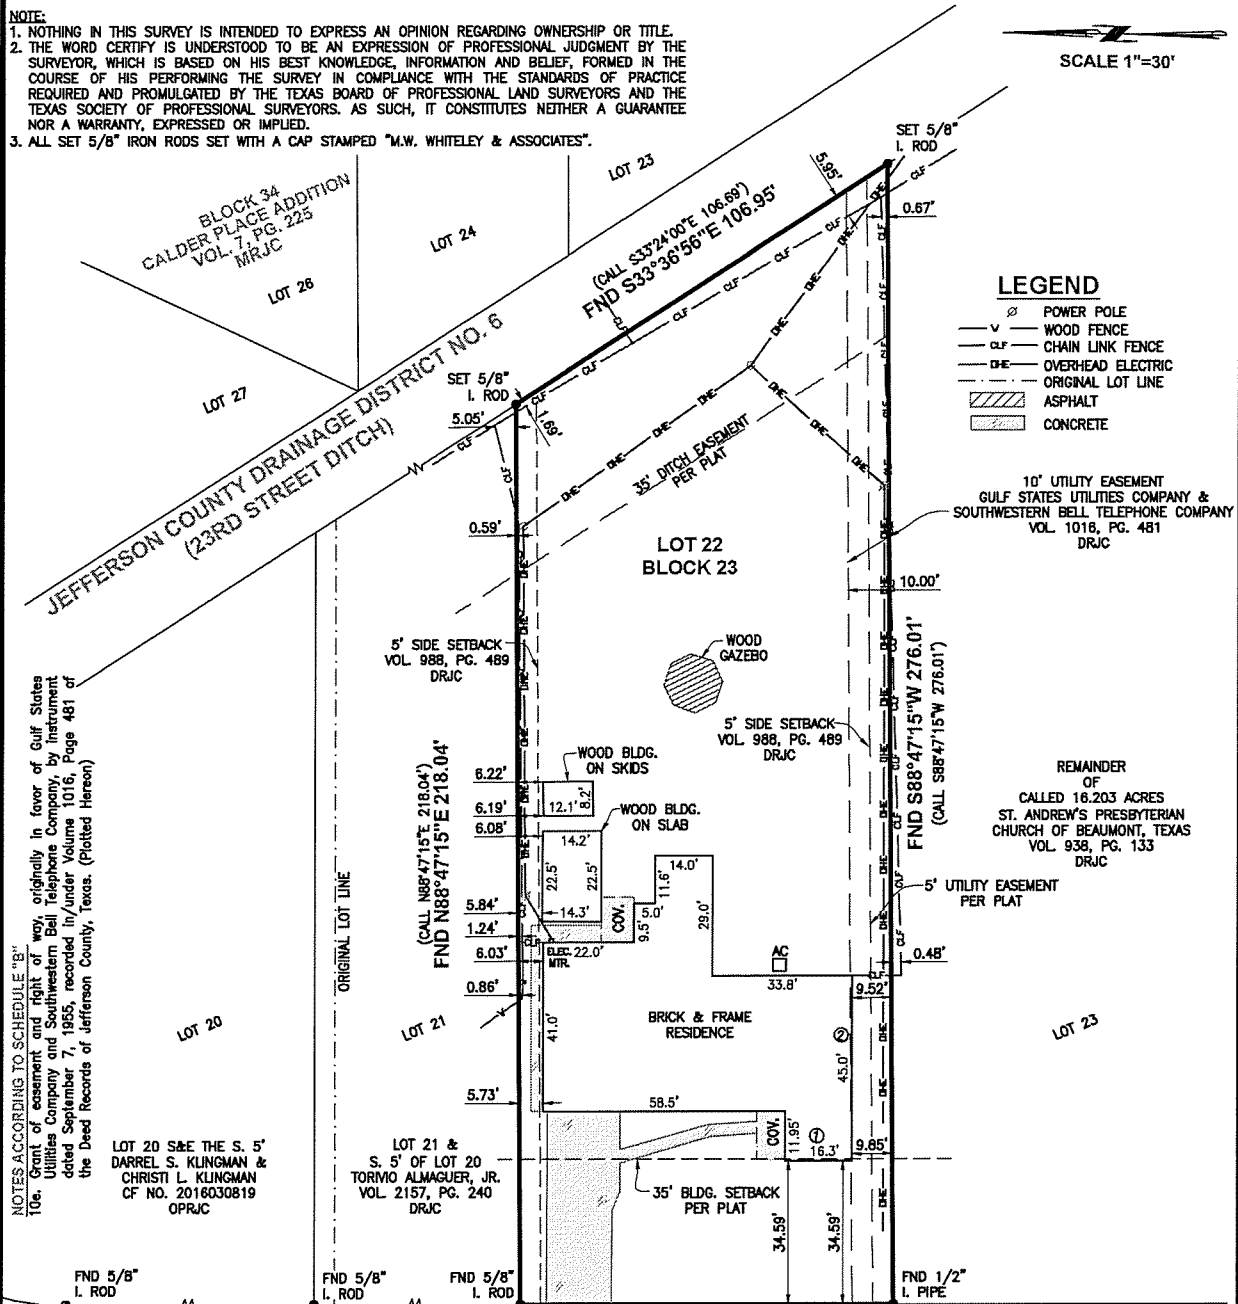 NOTE:
1. NOTHING IN THIS SURVEY IS INTENDED TO EXPRESS AN OPINION REGARDING OWNERSHIP OR TITLE.
2. THE WORD CERTIFY IS UNDERSTOOD TO BE AN EXPRESSION OF PROFESSIONAL JUDGMENT BY THE
SURVEYOR, WHICH IS BASED ON HIS BEST KNOWLEDGE, INFORMATION AND BELIEF, FORMED IN THE
COURSE OF HIS PERFORMING THE SURVEY IN COMPLIANCE WITH THE STANDARDS OF PRACTICE
REQUIRED AND PROMULGATED BY THE TEXAS BOARD OF PROFESSIONAL LAND SURVEYORS AND THE
TEXAS SOCIETY OF PROFESSIONAL SURVEYORS. AS SUCH, IT CONSTITUTES NEITHER A GUARANTEE
NOR A WARRANTY, EXPRESSED OR IMPLIED.
3. ALL SET 5/8" IRON RODS SET WITH A CAP STAMPED "M.W. WHITELEY & ASSOCIATES".
SCALE 1"=30'
SET 5/8"
I. ROD
BLOCK 34
CALDER PLACE ADDITION
VOL. 7, PG. 225
MRJC
LOT 23
LOT 24
LOT 26
LOT 27
5.95'
0.67'
(CALL S33°24'00"E 106.69')
FND S33°36'56"E 106.95'
JEFFERSON COUNTY DRAINAGE DISTRICT NO. 6
(23RD STREET DITCH)
SET 5/8"
I. ROD
5.05'
.69'
0.59'
35' DITCH EASEMENT
PER PLAT
LEGEND
POWER POLE
V WOOD FENCE
CLF CHAIN LINK FENCE
OHE OVERHEAD ELECTRIC
ORIGINAL LOT LINE
ASPHALT
CONCRETE
10' UTILITY EASEMENT
GULF STATES UTILITIES COMPANY &
SOUTHWESTERN BELL TELEPHONE COMPANY
VOL. 1016, PG. 481
DRJC
LOT 22
BLOCK 23
10.00'
5' SIDE SETBACK
VOL. 988, PG. 489
DRJC
WOOD
GAZEBO
5' SIDE SETBACK
VOL. 988, PG. 489
DRJC
FND S88°47'15"W 276.01'
(CALL S88°47'15"W 276.01')
(CALL N88°47'15"E 218.04')
FND N88°47'15"E 218.04'
REMAINDER
OF
CALLED 16.203 ACRES
ST. ANDREW'S PRESBYTERIAN
CHURCH OF BEAUMONT, TEXAS
VOL. 938, PG. 133
DRJC
WOOD BLDG.
ON SKIDS
6.22'
12.1'
8.2'
6.19'
WOOD BLDG.
ON SLAB
6.08'
14.2'
22.5'
22.5'
14.3'
5.84'
1.24'
6.03'
0.86'
COV.
5.0'
9.5'
11.6'
14.0'
29.0'
ELEC.
MTR.
22.0'
AC
33.8'
5' UTILITY EASEMENT
PER PLAT
0.48'
9.52'
BRICK & FRAME
RESIDENCE
41.0'
2
45.0'
5.73'
58.5'
COV.
11.95'
1
16.3'
9.85'
35' BLDG. SETBACK
PER PLAT
34.59'
34.59'
ORIGINAL LOT LINE
LOT 20
LOT 21
LOT 23
NOTES ACCORDING TO SCHEDULE "B"
10e. Grant of easement and right of way, originally in favor of Gulf States
Utilities Company and Southwestern Bell Telephone Company, by instrument
dated September 7, 1955, recorded in/under Volume 1016, Page 481 of
the Deed Records of Jefferson County, Texas. (Plotted Hereon)
LOT 20 S&E THE S. 5'
DARREL S. KLINGMAN &
CHRISTI L. KLINGMAN
CF NO. 2016030819
OPRJC
LOT 21 &
S. 5' OF LOT 20
TORIVIO ALMAGUER, JR.
VOL. 2157, PG. 240
DRJC
FND 5/8"
I. ROD
FND 5/8"
I. ROD
FND 5/8"
I. ROD
FND 1/2"
I. PIPE